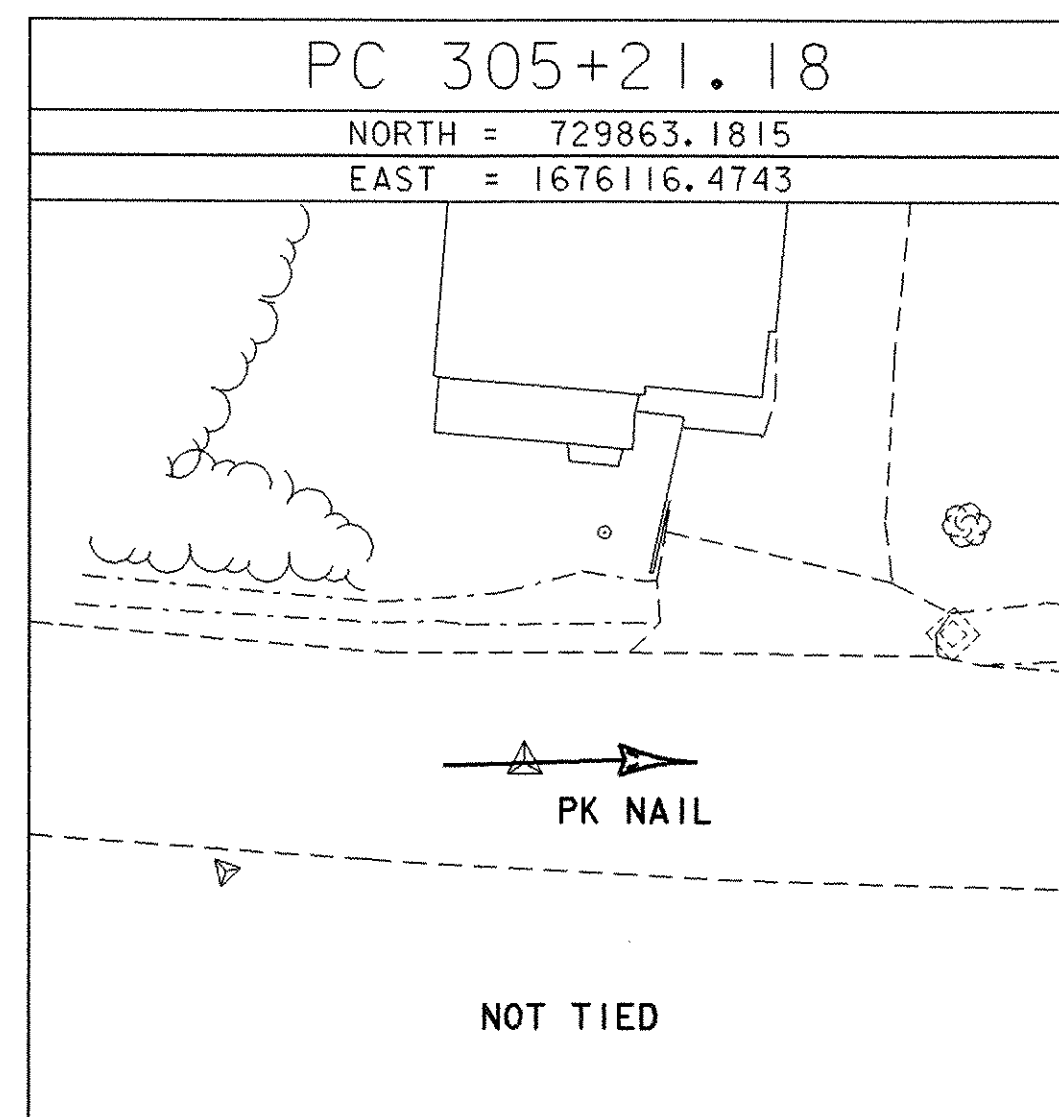 PC 305+21.18
NORTH = 729863.1815
EAST = 1676116.4743
PK NAIL
NOT TIED